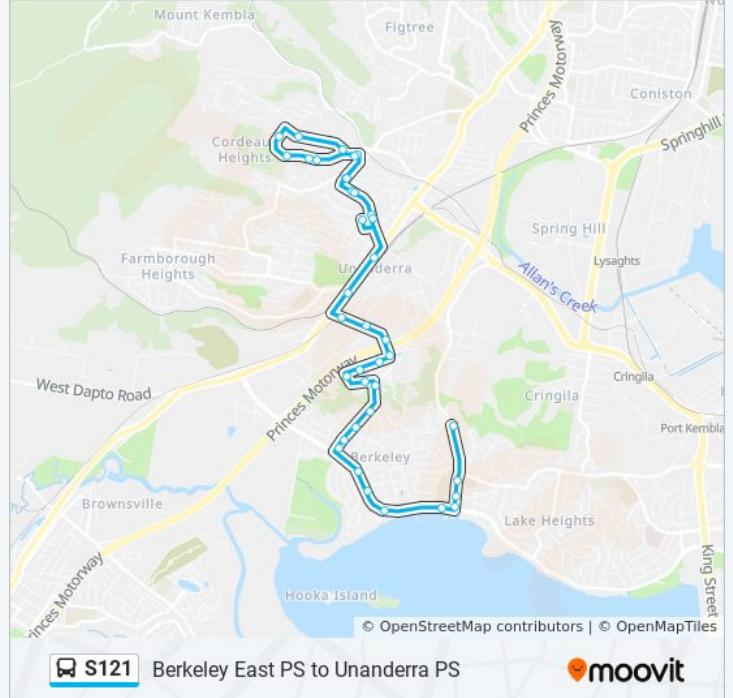 Mount Kembla
Figtree
Princes Motorway
Coniston
Springhill
Cordeaux
Heights
Spring Hill
Lysaghts
Farmborough
Heights
Unanderra
Allan's Creek
West Dapto Road
Princes Motorway
Cringila
Cringila
Port Kembla
Berkeley
Brownsville
Lake Heights
King Street
Princes Motorway
Hooka Island
© OpenStreetMap contributors | © OpenMapTiles
S121 Berkeley East PS to Unanderra PS
moovit